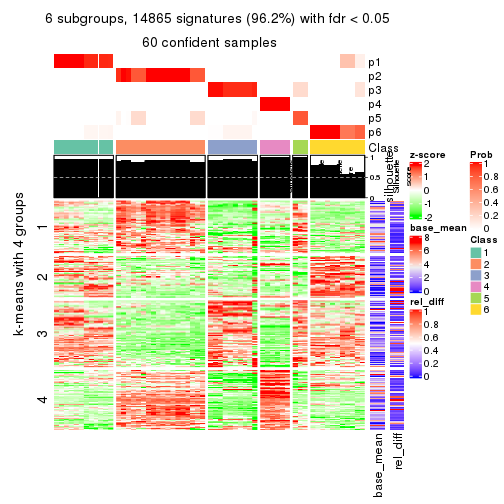 6 subgroups, 14865 signatures (96.2%) with fdr < 0.05
60 confident samples
p1
p2
p3
p4
p5
p6
Class
1
0.5
0
silhouette
Silhouette
score
k-means with 4 groups
1
2
3
4
base_mean
rel_diff
z-score
2
1
0
-1
-2
base_mean
8
6
4
2
0
rel_diff
1
0.8
0.6
0.4
0.2
0
Prob
1
0.8
0.6
0.4
0.2
0
Class
1
2
3
4
5
6